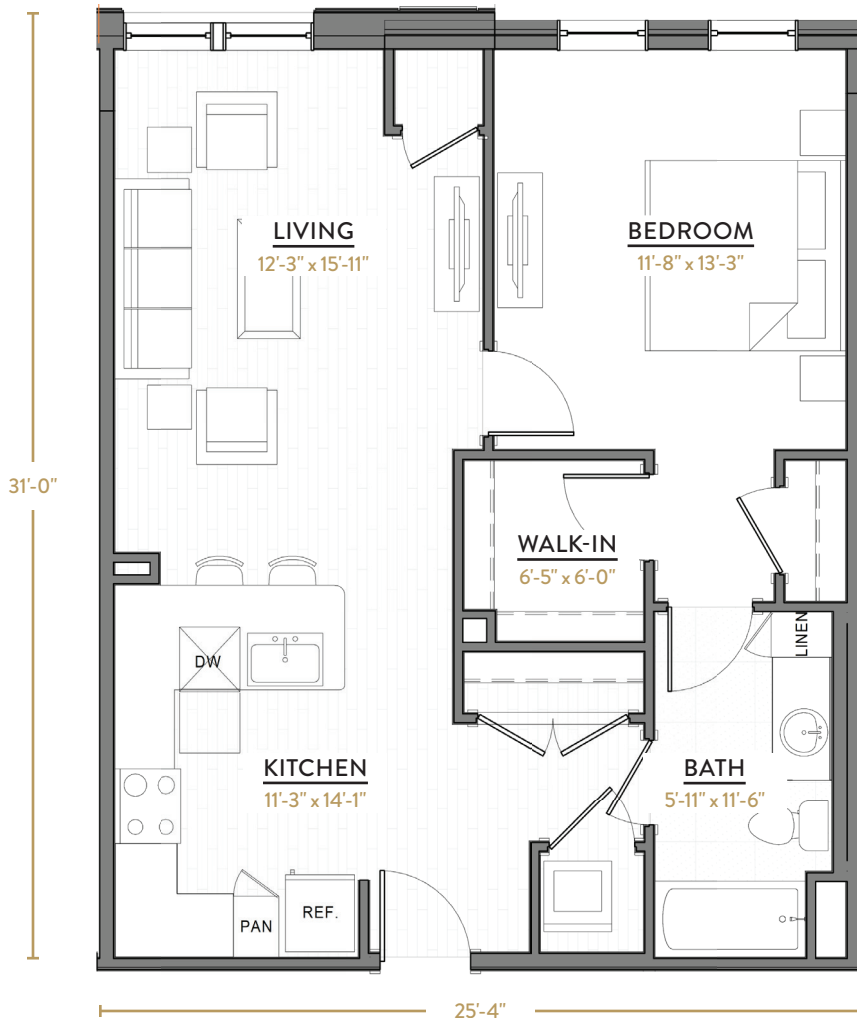 LIVING
12'-3" x 15'-11"
BEDROOM
11'-8" x 13'-3"
31'-0"
WALK-IN
6'-5" x 6'-0"
LINEN
DW
KITCHEN
11'-3" x 14'-1"
BATH
5'-11" x 11'-6"
PAN
REF.
25'-4"